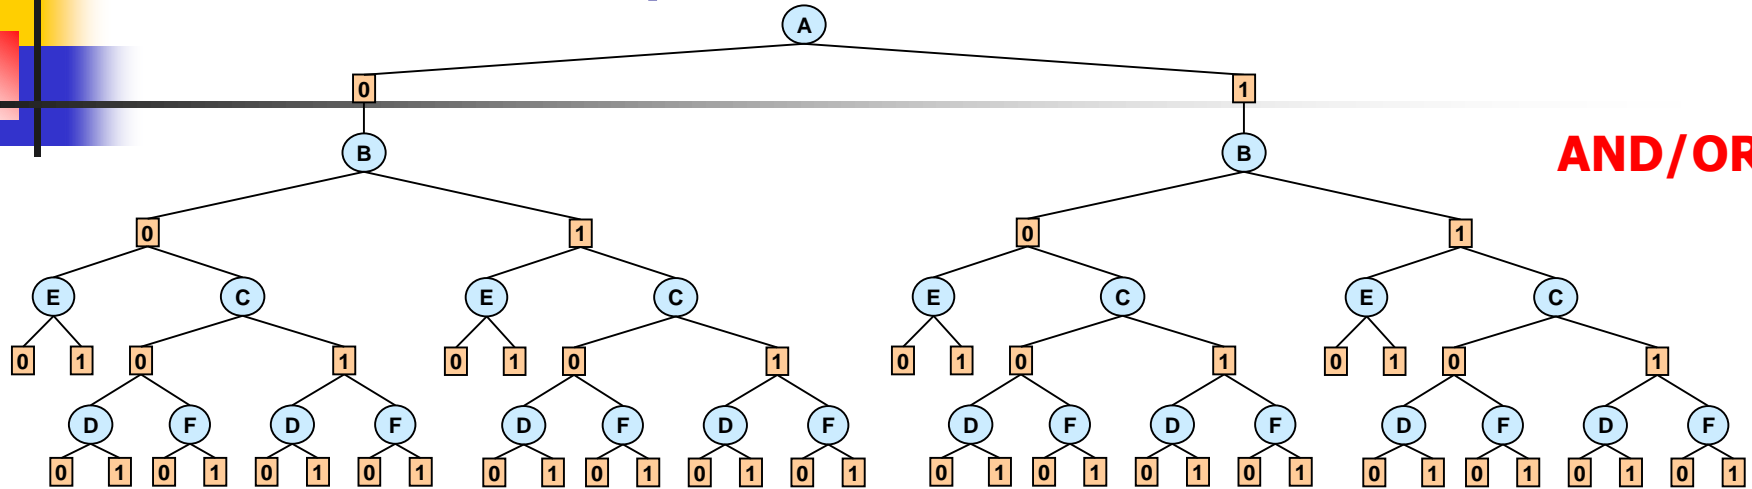 A
0 1
B B
AND/OR
0 1 0 1
E C E C E C E C
0 1 0 1 0 1 0 1 0 1 0 1 0 1 0 1
D F D F D F D F D F D F D F D F
0 1 0 1 0 1 0 1 0 1 0 1 0 1 0 1 0 1 0 1 0 1 0 1 0 1 0 1 0 1 0 1